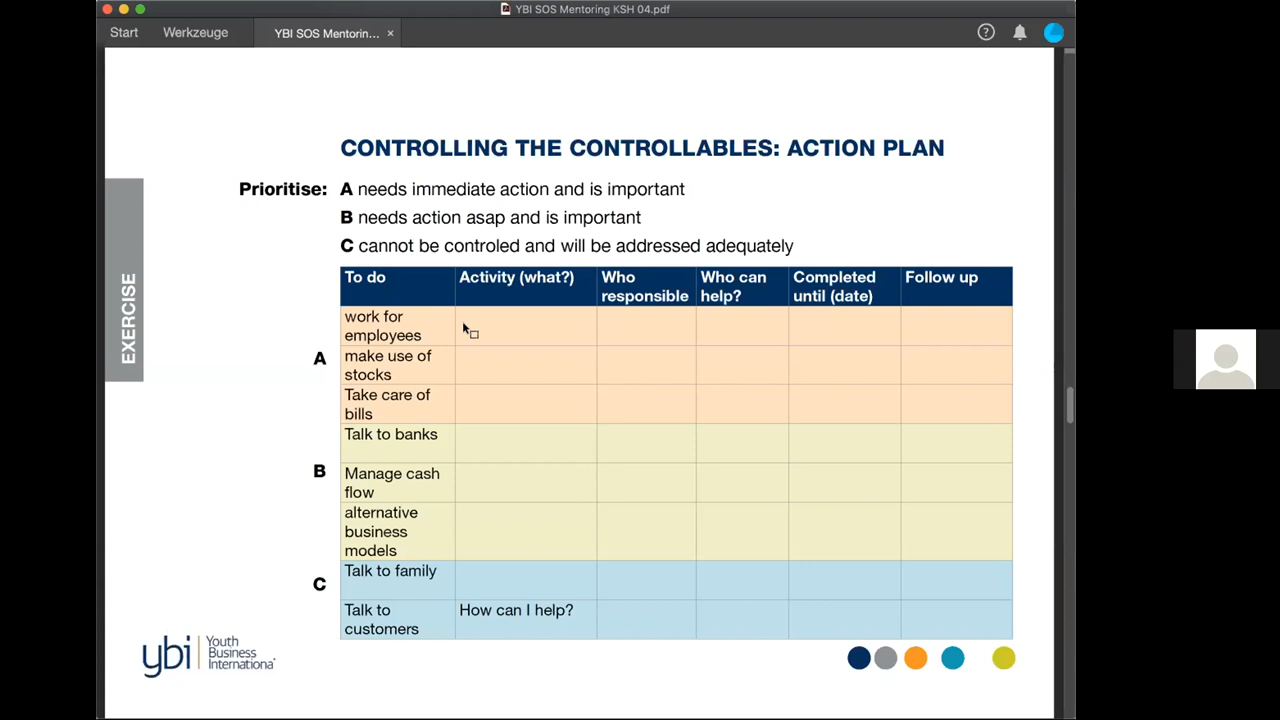 YBI SOS Mentoring KSH 04.pdf
Start Werkzeuge YBI SOS Mentorin... ×
CONTROLLING THE CONTROLLABLES: ACTION PLAN
Prioritise: A needs immediate action and is important
B needs action asap and is important
C cannot be controled and will be addressed adequately
EXERCISE
To do Activity (what?) Who responsible Who can help? Completed until (date) Follow up
A
work for
employees
make use of
stocks
Take care of
bills
B
Talk to banks
Manage cash
flow
alternative
business
models
C
Talk to family
Talk to
customers
How can I help?
ybi Youth
Business
International